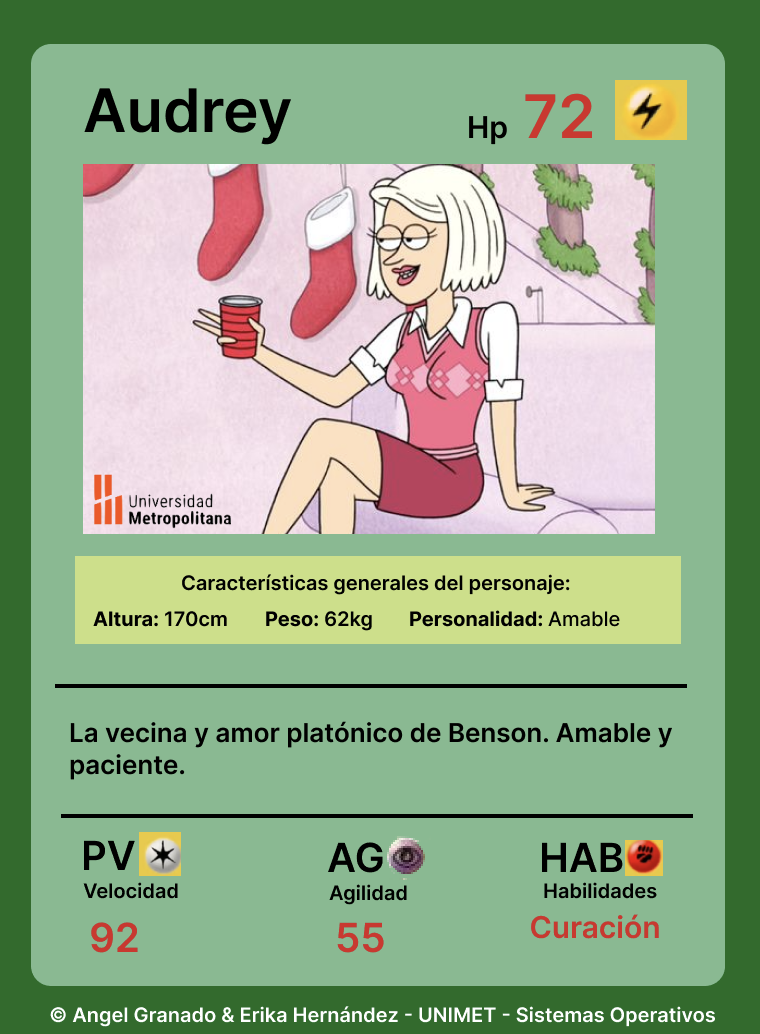 Audrey
Hp 72
Universidad
Metropolitana
Características generales del personaje:
Altura: 170cm Peso: 62kg Personalidad: Amable
La vecina y amor platónico de Benson. Amable y
paciente.
PV AG HAB
Velocidad Agilidad Habilidades
92 55 Curación
© Angel Granado & Erika Hernández - UNIMET - Sistemas Operativos